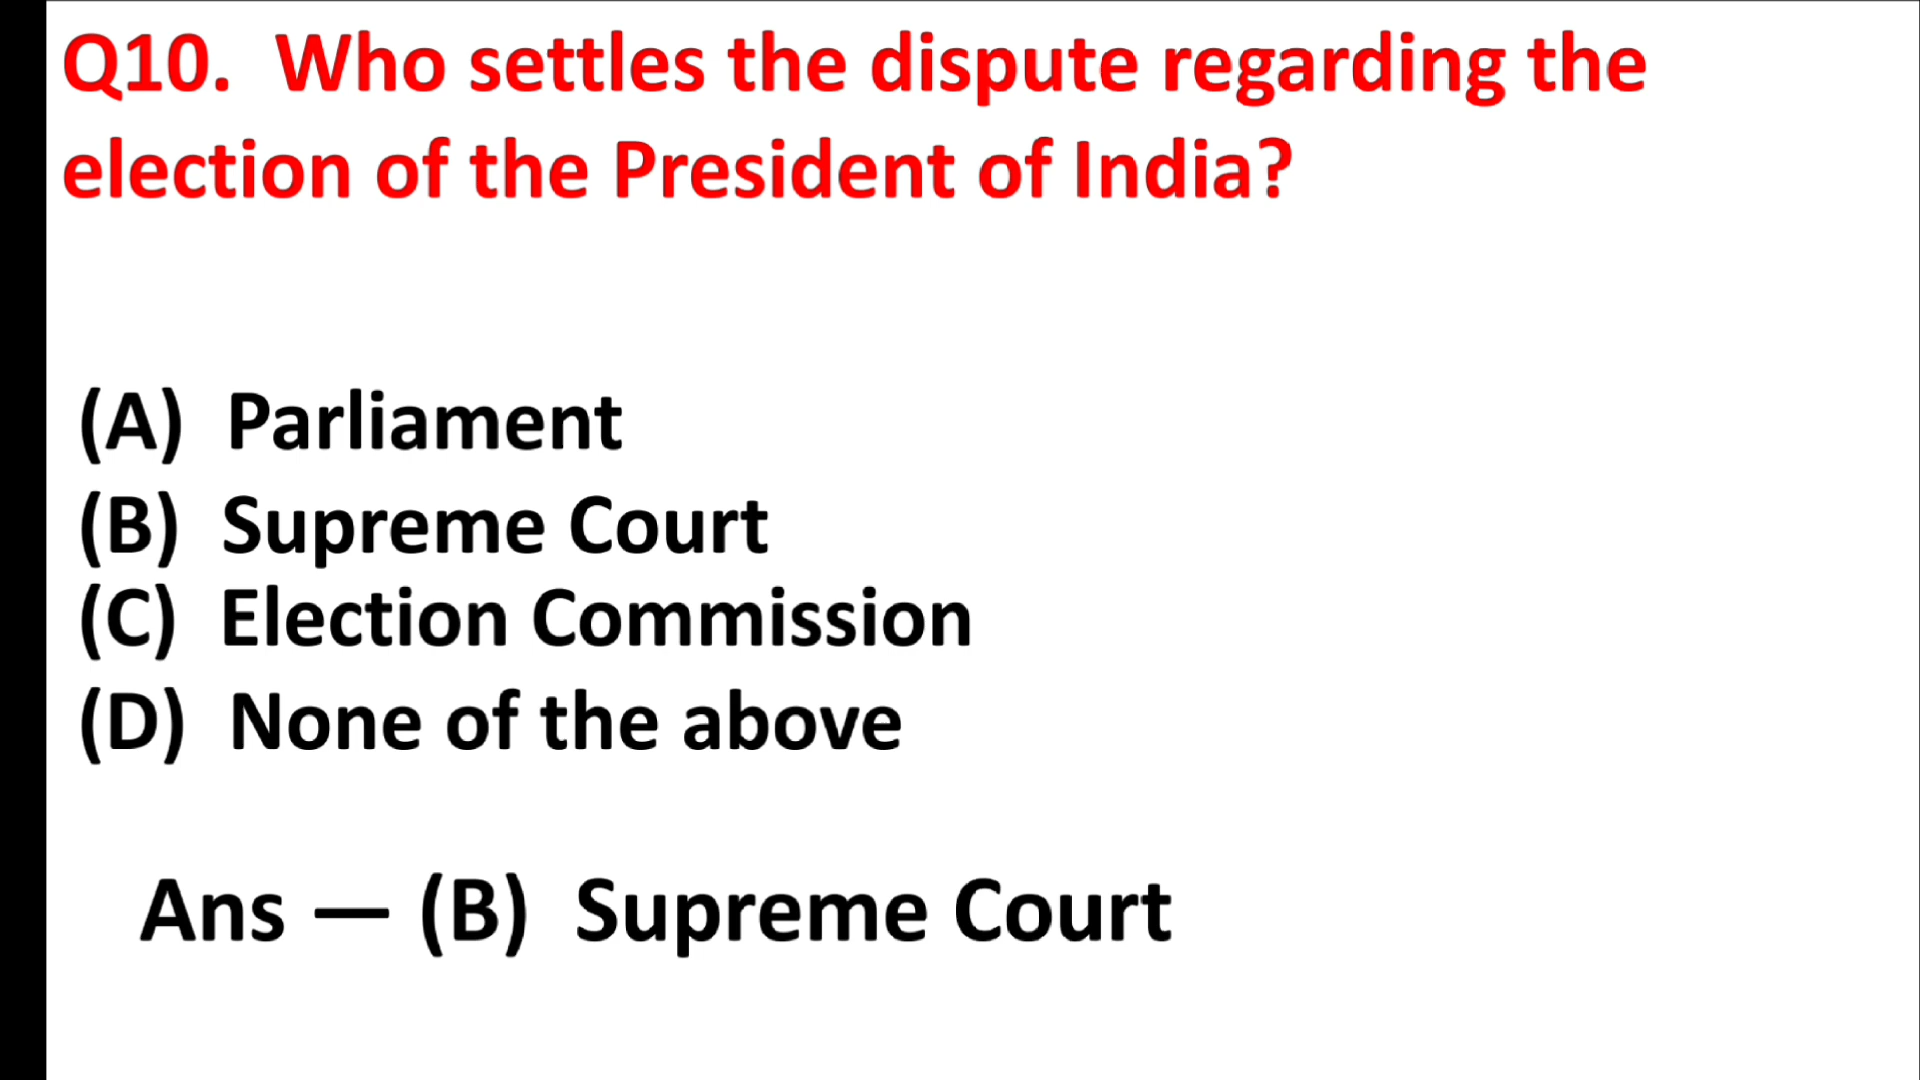 Q10. Who settles the dispute regarding the
election of the President of India?
(A) Parliament
(B) Supreme Court
(C) Election Commission
(D) None of the above
Ans — (B) Supreme Court